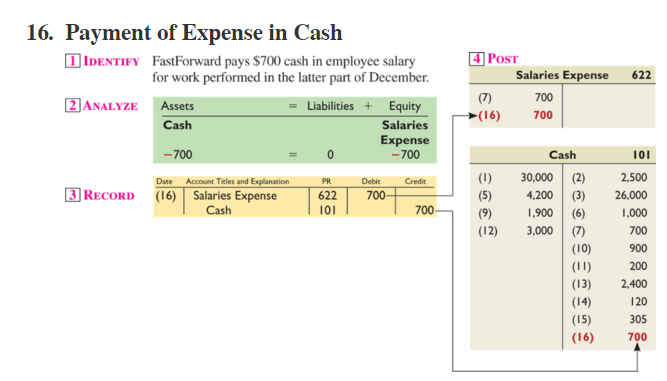 16. Payment of Expense in Cash
1 IDENTIFY FastForward pays $700 cash in employee salary
for work performed in the latter part of December.
2 ANALYZE Assets = Liabilities + Equity
Cash Salaries
Expense
−700 = 0 −700
Date Account Titles and Explanation PR Debit Credit
3 RECORD (16) Salaries Expense 622 700
Cash 101 700
4 POST
Salaries Expense 622
(7) 700
(16) 700
Cash 101
(1) 30,000 (2) 2,500
(5) 4,200 (3) 26,000
(9) 1,900 (6) 1,000
(12) 3,000 (7) 700
(10) 900
(11) 200
(13) 2,400
(14) 120
(15) 305
(16) 700